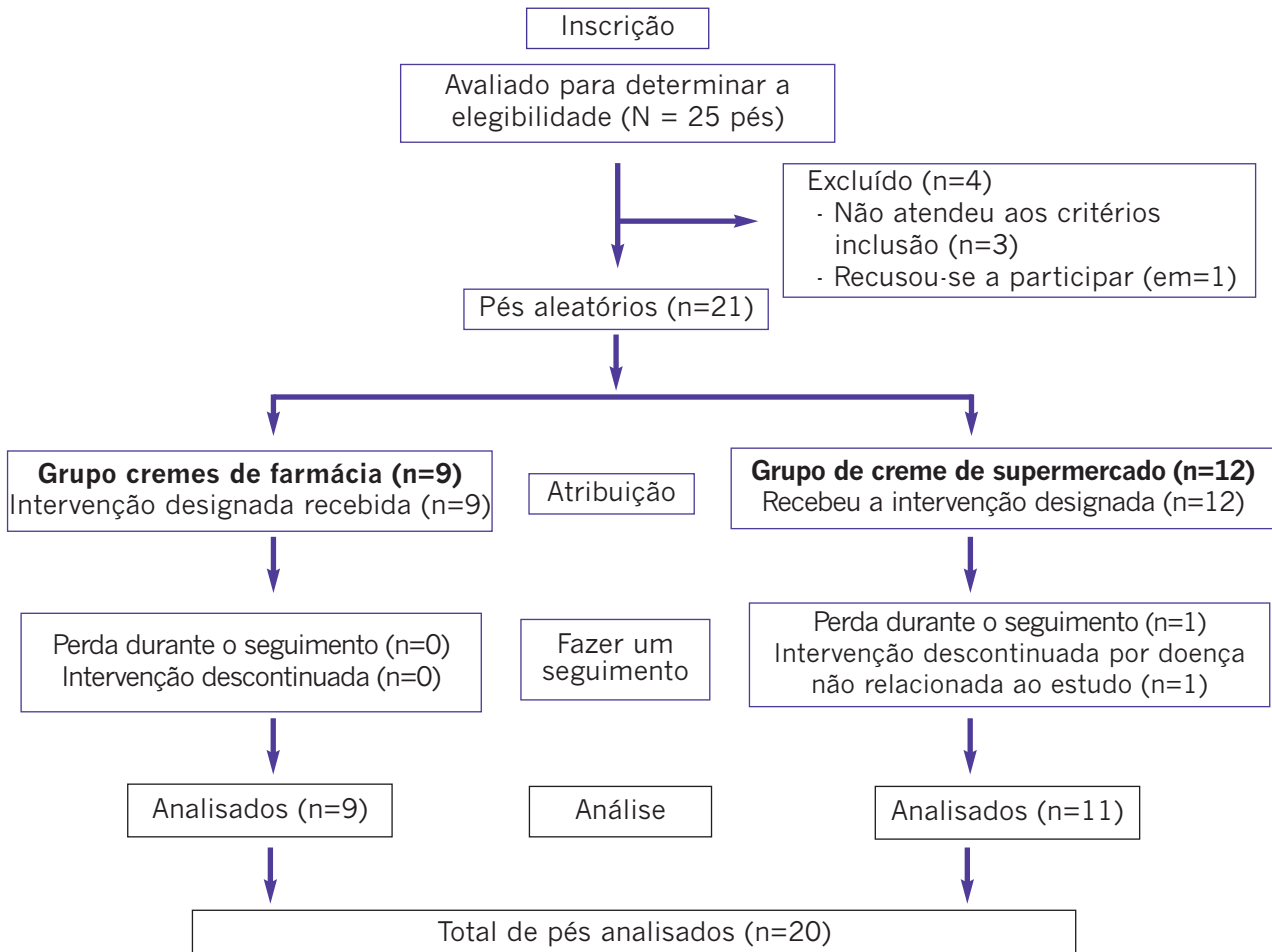 Inscrição
Avaliado para determinar a
elegibilidade (N = 25 pés)
Excluído (n=4)
- Não atendeu aos critérios
inclusão (n=3)
- Recusou-se a participar (em=1)
Pés aleatórios (n=21)
Grupo cremes de farmácia (n=9)
Intervenção designada recebida (n=9)
Atribuição
Grupo de creme de supermercado (n=12)
Recebeu a intervenção designada (n=12)
Perda durante o seguimento (n=0)
Intervenção descontinuada (n=0)
Fazer um
seguimento
Perda durante o seguimento (n=1)
Intervenção descontinuada por doença
não relacionada ao estudo (n=1)
Analisados (n=9)
Análise
Analisados (n=11)
Total de pés analisados (n=20)